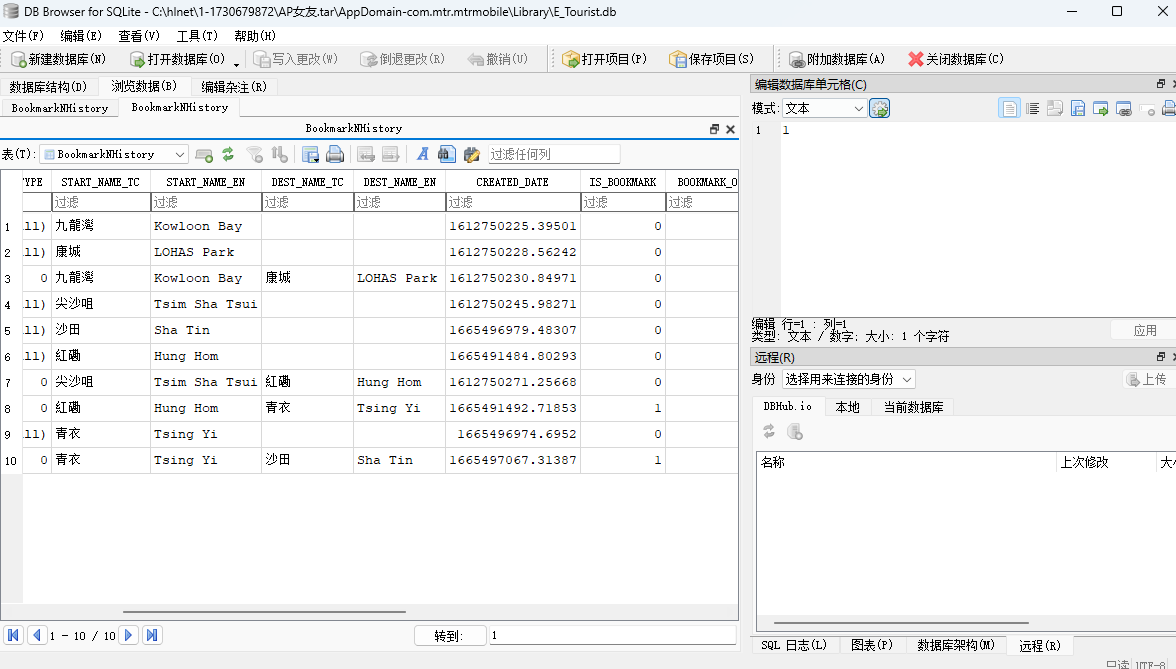 DB Browser for SQLite - C:\hlnet\1-1730679872\AP女友.tar\AppDomain-com.mtr.mtrmobile\Library\E_Tourist.db
文件(F) 编辑(E) 查看(V) 工具(T) 帮助(H)
新建数据库(N) 打开数据库(O) 写入更改(W) 倒退更改(R) 撤销(U) 打开项目(P) 保存项目(S) 附加数据库(A) 关闭数据库(C)
数据库结构(D) 浏览数据(B) 编辑杂注(R)
BookmarkNHistory BookmarkNHistory
BookmarkNHistory
表(T): BookmarkNHistory 过滤任何列
YPE START_NAME_TC START_NAME_EN DEST_NAME_TC DEST_NAME_EN CREATED_DATE IS_BOOKMARK BOOKMARK_O
过滤 过滤 过滤 过滤 过滤 过滤 过滤
1 ll) 九龍灣 Kowloon Bay 1612750225.39501 0
2 ll) 康城 LOHAS Park 1612750228.56242 0
3 0 九龍灣 Kowloon Bay 康城 LOHAS Park 1612750230.84971 0
4 ll) 尖沙咀 Tsim Sha Tsui 1612750245.98271 0
5 ll) 沙田 Sha Tin 1665496979.48307 0
6 ll) 紅磡 Hung Hom 1665491484.80293 0
7 0 尖沙咀 Tsim Sha Tsui 紅磡 Hung Hom 1612750271.25668 0
8 0 紅磡 Hung Hom 青衣 Tsing Yi 1665491492.71853 1
9 ll) 青衣 Tsing Yi 1665496974.6952 0
10 0 青衣 Tsing Yi 沙田 Sha Tin 1665497067.31387 1
1 - 10 / 10 转到: 1
编辑数据库单元格(C)
模式: 文本
1 1
编辑 行=1 : 列=1
类型: 文本 / 数字; 大小: 1 个字符
应用
远程(R)
身份 选择用来连接的身份 上传
DBHub.io 本地 当前数据库
名称 上次修改 大小
SQL 日志(L) 图表(P) 数据库架构(M) 远程(R)
只读 UTF-8